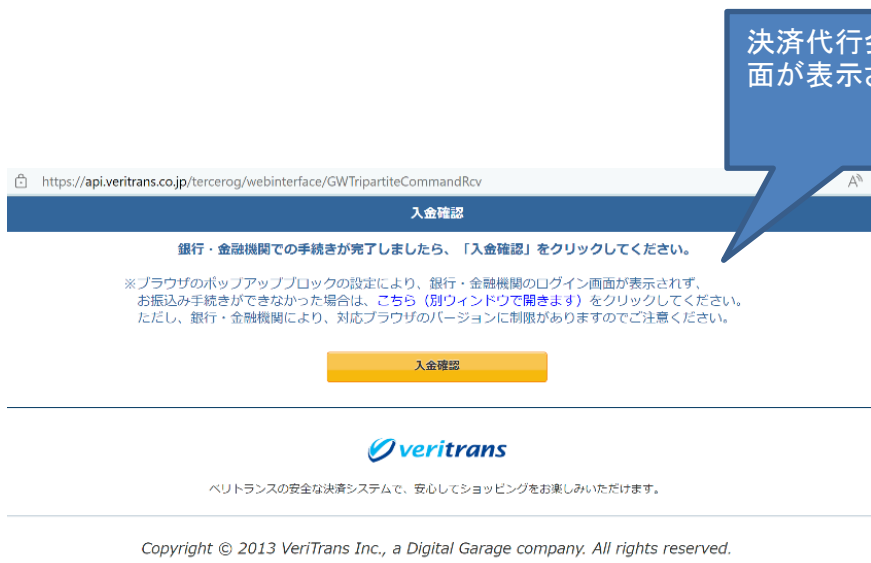 決済代行
面が表示
https://api.veritrans.co.jp/tercerog/webinterface/GWTripartiteCommandRcv
入金確認
銀行・金融機関での手続きが完了しましたら、「入金確認」をクリックしてください。
※ブラウザのポップアップブロックの設定により、銀行・金融機関のログイン画面が表示されず、
お振込み手続きができなかった場合は、こちら（別ウィンドウで開きます）をクリックしてください。
ただし、銀行・金融機関により、対応ブラウザのバージョンに制限がありますのでご注意ください。
入金確認
veritrans
ベリトランスの安全な決済システムで、安心してショッピングをお楽しみいただけます。
Copyright © 2013 VeriTrans Inc., a Digital Garage company. All rights reserved.